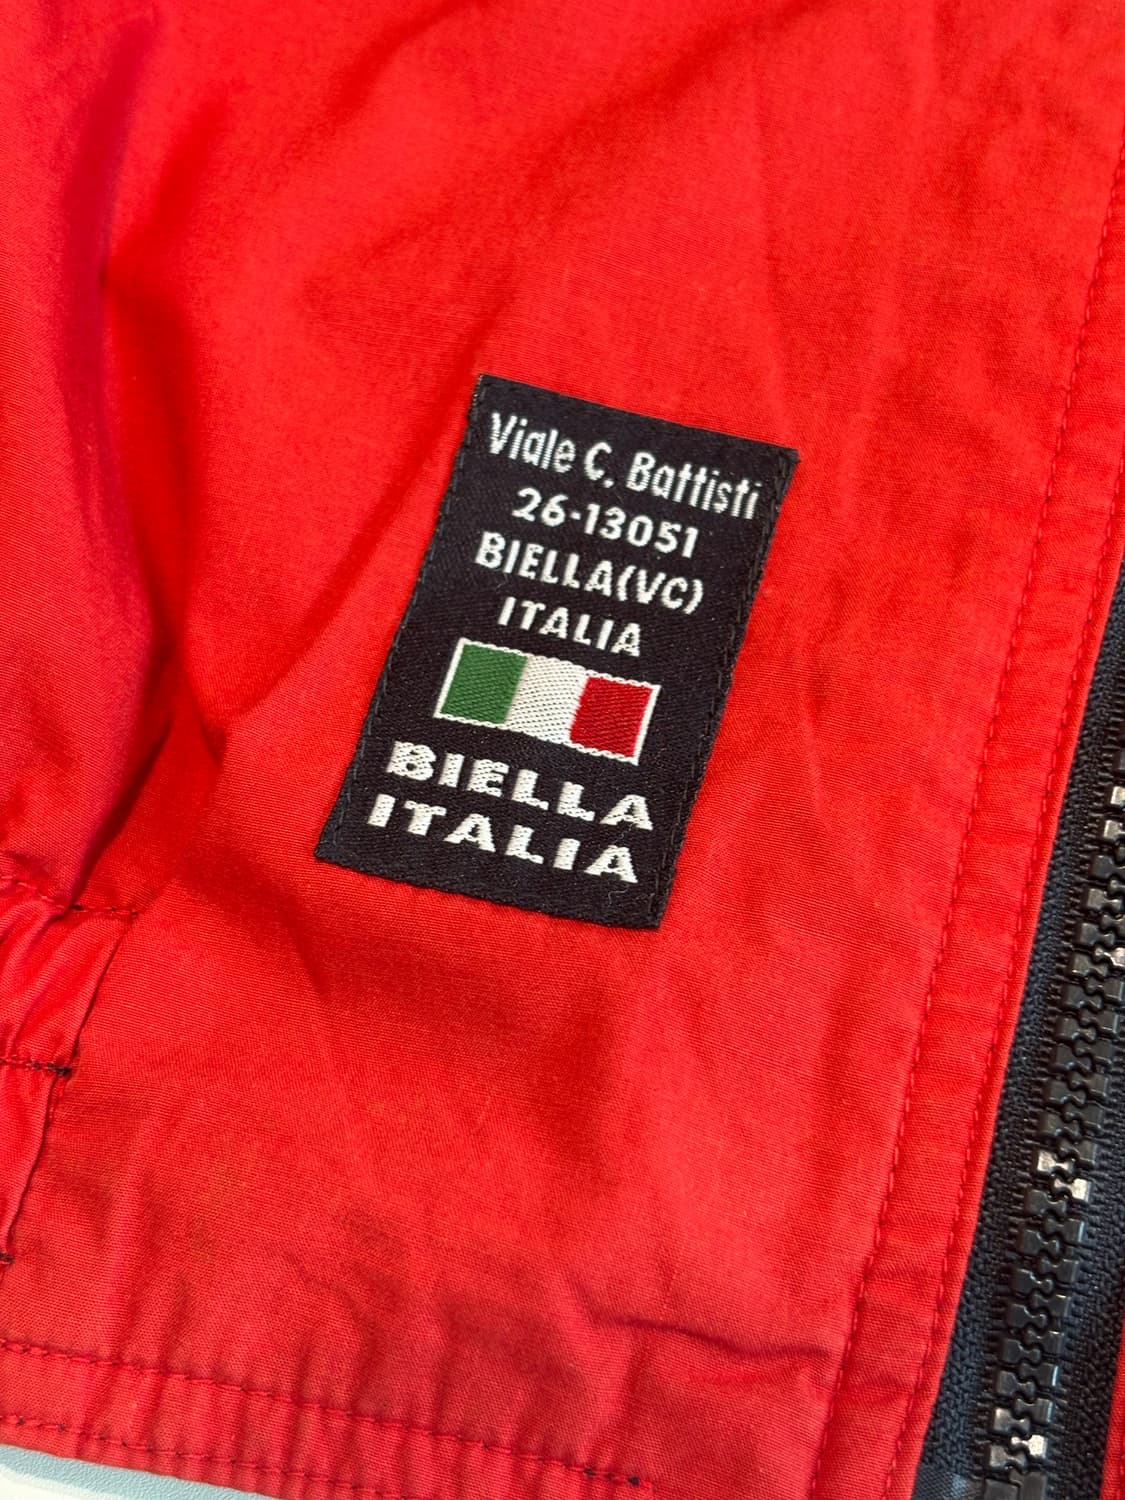 Viale C. Battisti
26-13051
BIELLA(VC)
ITALIA
BIELLA
ITALIA